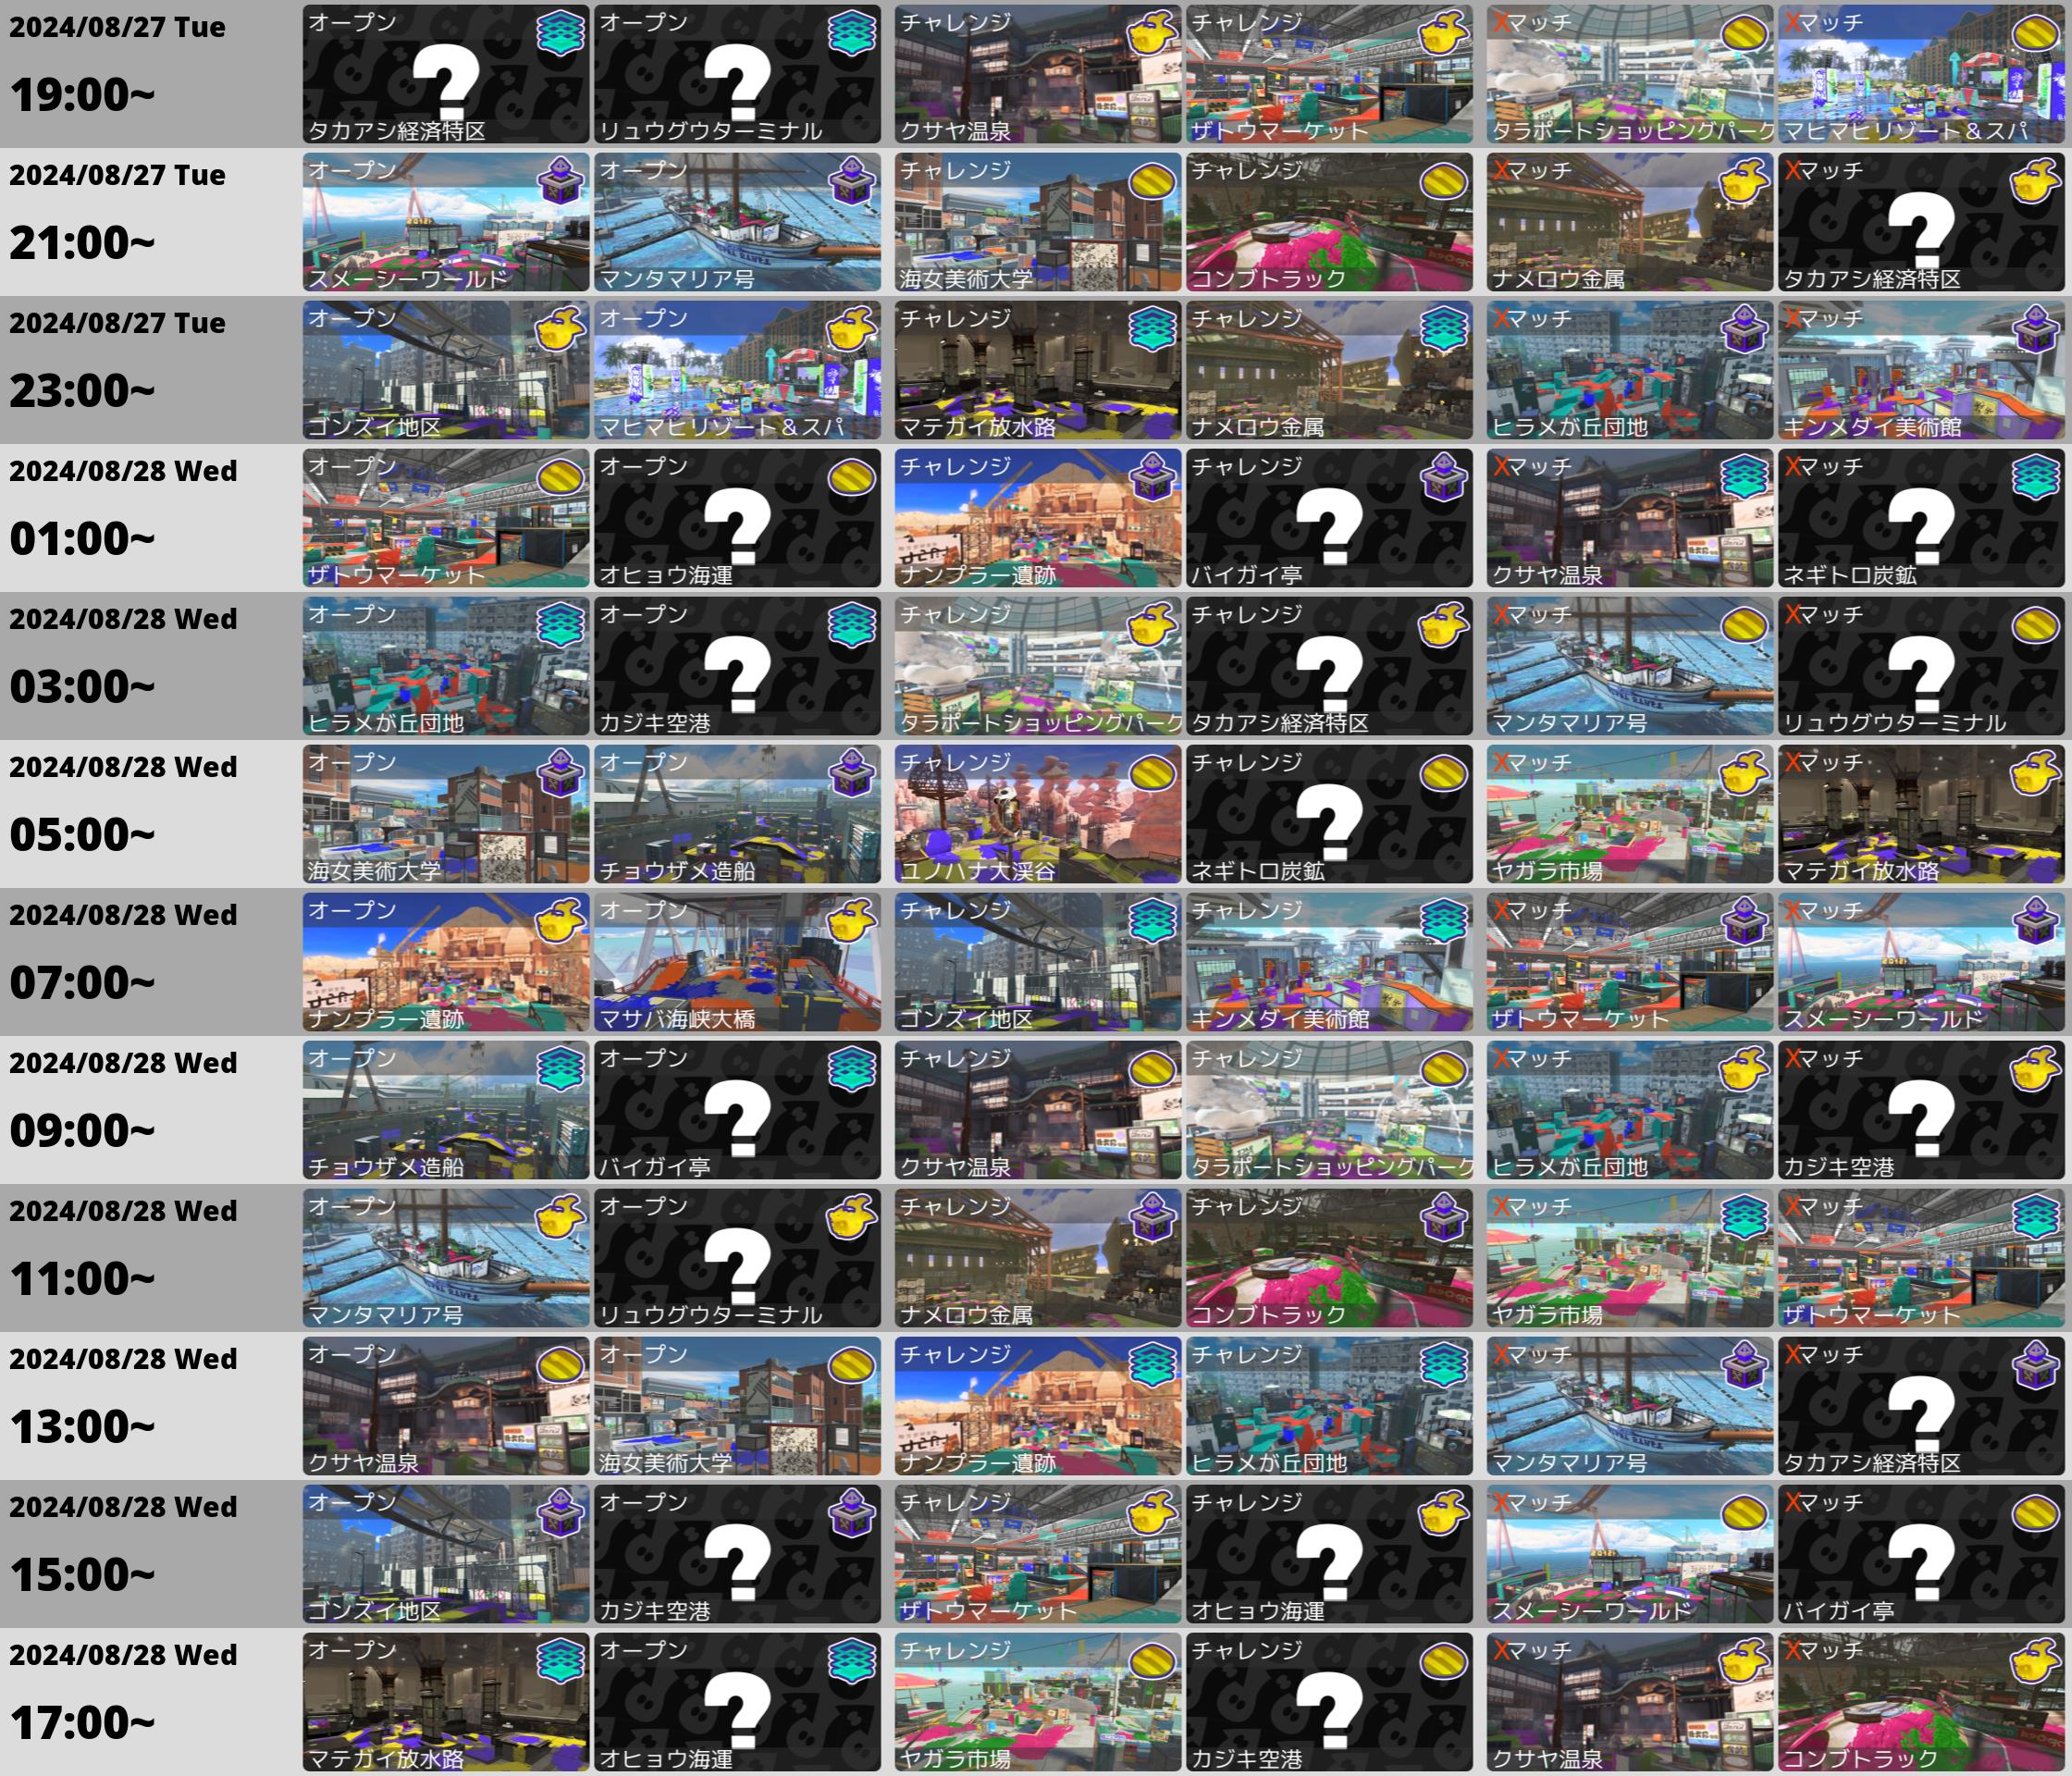 2024/08/27 Tue
19:00~
オープン
タカアシ経済特区
オープン
リュウグウターミナル
チャレンジ
クサヤ温泉
チャレンジ
ザトウマーケット
Xマッチ
タラポートショッピングパーク
Xマッチ
マヒマヒリゾート＆スパ
2024/08/27 Tue
21:00~
オープン
スメーシーワールド
オープン
マンタマリア号
チャレンジ
海女美術大学
チャレンジ
コンブトラック
Xマッチ
ナメロウ金属
Xマッチ
タカアシ経済特区
2024/08/27 Tue
23:00~
オープン
ゴンズイ地区
オープン
マヒマヒリゾート＆スパ
チャレンジ
マテガイ放水路
チャレンジ
ナメロウ金属
Xマッチ
ヒラメが丘団地
Xマッチ
キンメダイ美術館
2024/08/28 Wed
01:00~
オープン
ザトウマーケット
オープン
オヒョウ海運
チャレンジ
ナンプラー遺跡
チャレンジ
バイガイ亭
Xマッチ
クサヤ温泉
Xマッチ
ネギトロ炭鉱
2024/08/28 Wed
03:00~
オープン
ヒラメが丘団地
オープン
カジキ空港
チャレンジ
タラポートショッピングパーク
チャレンジ
タカアシ経済特区
Xマッチ
マンタマリア号
Xマッチ
リュウグウターミナル
2024/08/28 Wed
05:00~
オープン
海女美術大学
オープン
チョウザメ造船
チャレンジ
ユノハナ大渓谷
チャレンジ
ネギトロ炭鉱
Xマッチ
ヤガラ市場
Xマッチ
マテガイ放水路
2024/08/28 Wed
07:00~
オープン
ナンプラー遺跡
オープン
マサバ海峡大橋
チャレンジ
ゴンズイ地区
チャレンジ
キンメダイ美術館
Xマッチ
ザトウマーケット
Xマッチ
スメーシーワールド
2024/08/28 Wed
09:00~
オープン
チョウザメ造船
オープン
バイガイ亭
チャレンジ
クサヤ温泉
チャレンジ
タラポートショッピングパーク
Xマッチ
ヒラメが丘団地
Xマッチ
カジキ空港
2024/08/28 Wed
11:00~
オープン
マンタマリア号
オープン
リュウグウターミナル
チャレンジ
ナメロウ金属
チャレンジ
コンブトラック
Xマッチ
ヤガラ市場
Xマッチ
ザトウマーケット
2024/08/28 Wed
13:00~
オープン
クサヤ温泉
オープン
海女美術大学
チャレンジ
ナンプラー遺跡
チャレンジ
ヒラメが丘団地
Xマッチ
マンタマリア号
Xマッチ
タカアシ経済特区
2024/08/28 Wed
15:00~
オープン
ゴンズイ地区
オープン
カジキ空港
チャレンジ
ザトウマーケット
チャレンジ
オヒョウ海運
Xマッチ
スメーシーワールド
Xマッチ
バイガイ亭
2024/08/28 Wed
17:00~
オープン
マテガイ放水路
オープン
オヒョウ海運
チャレンジ
ヤガラ市場
チャレンジ
カジキ空港
Xマッチ
クサヤ温泉
Xマッチ
コンブトラック